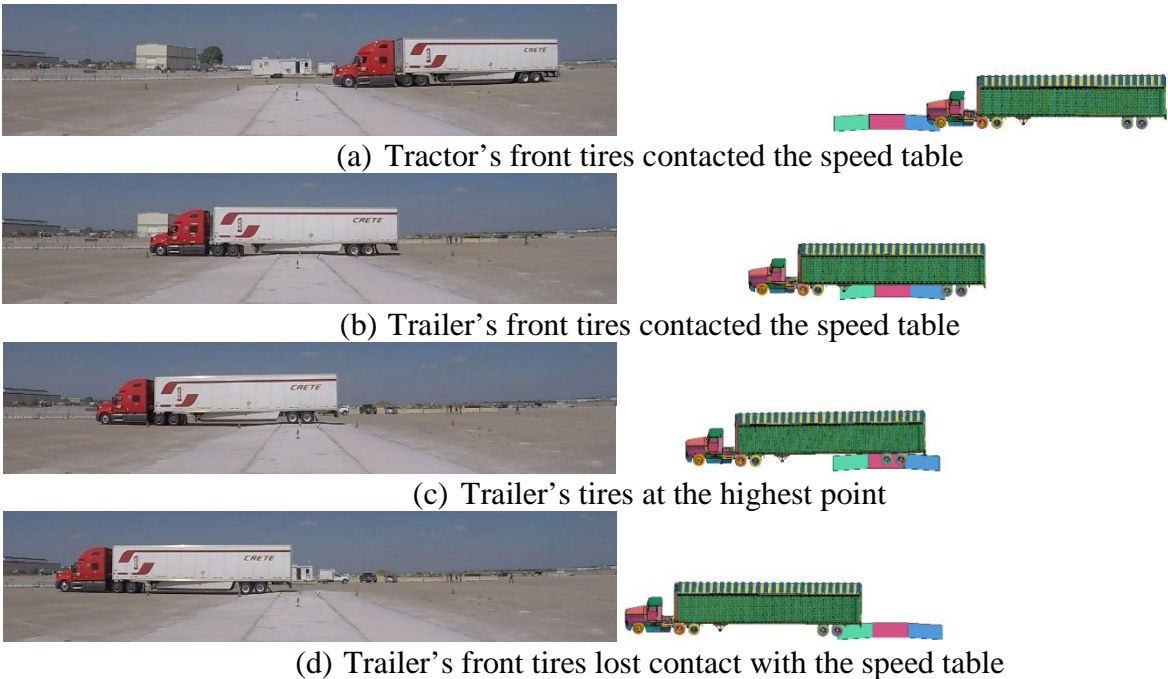 CRETE
(a) Tractor's front tires contacted the speed table
CRETE
(b) Trailer's front tires contacted the speed table
CRETE
(c) Trailer's tires at the highest point
CRETE
(d) Trailer's front tires lost contact with the speed table